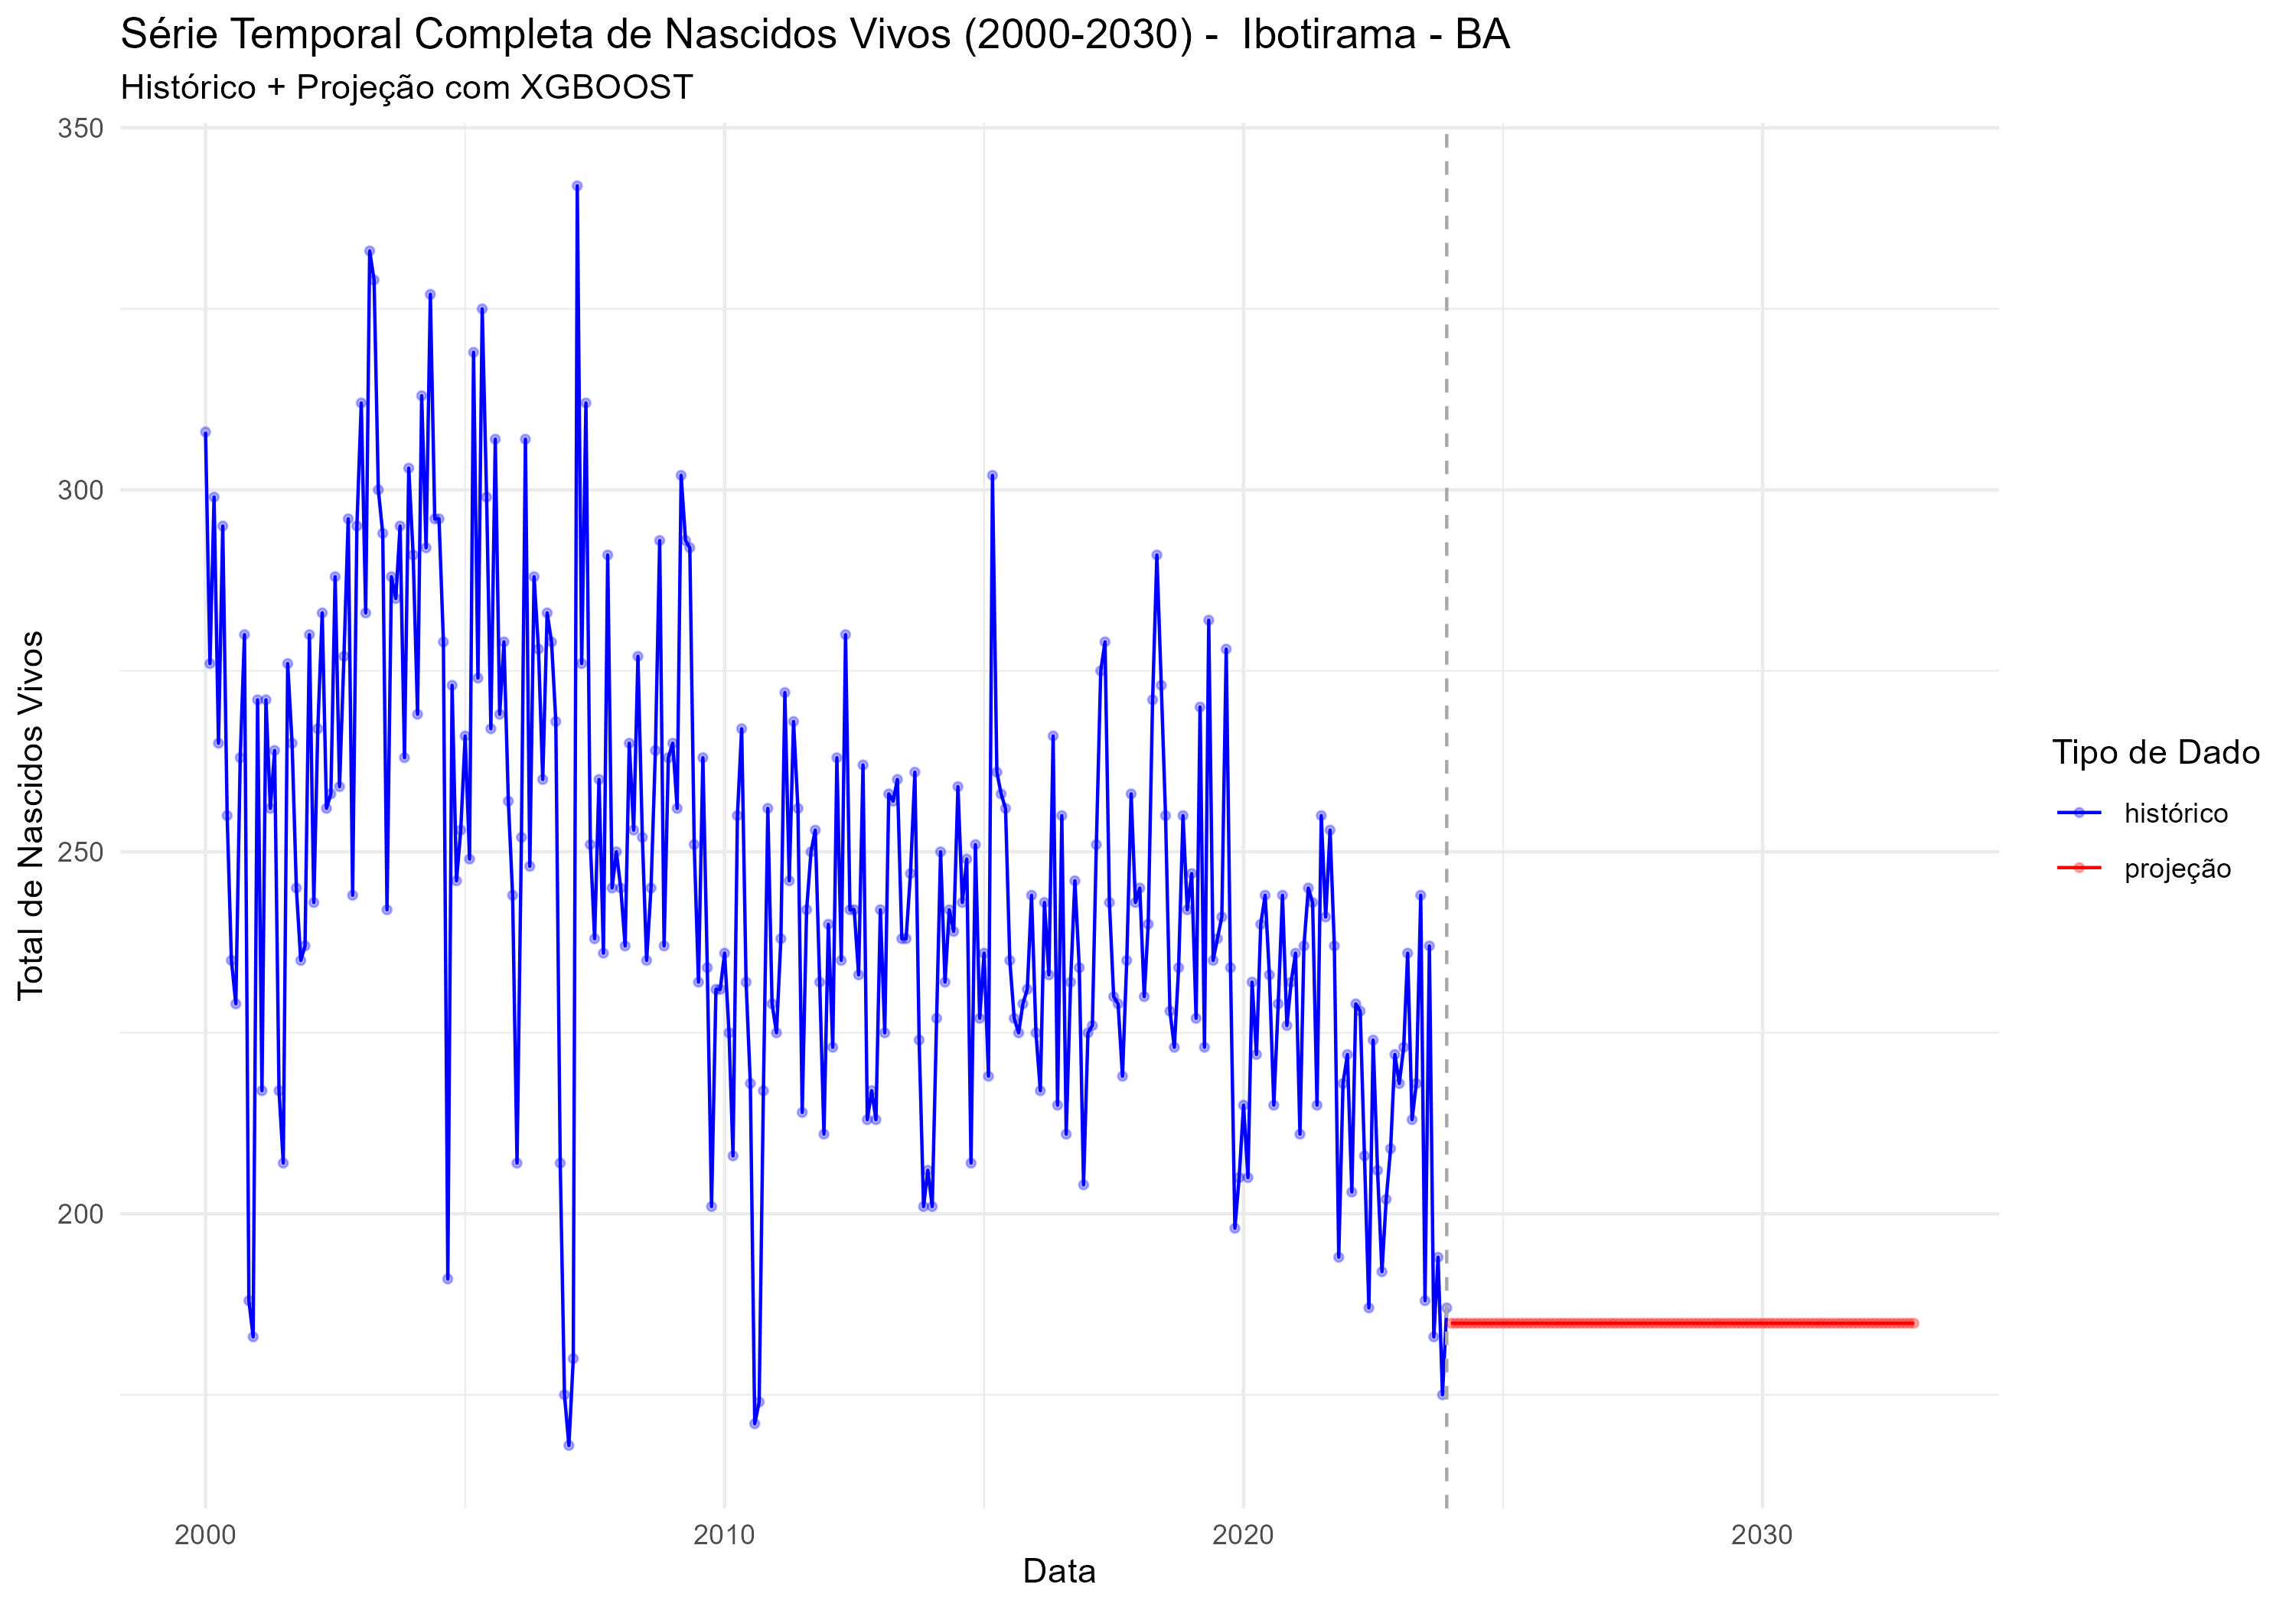 Série Temporal Completa de Nascidos Vivos (2000-2030) -  Ibotirama - BA
Histórico + Projeção com XGBOOST
350
300
250
200
Total de Nascidos Vivos
2000
2010
2020
2030
Data
Tipo de Dado
histórico
projeção